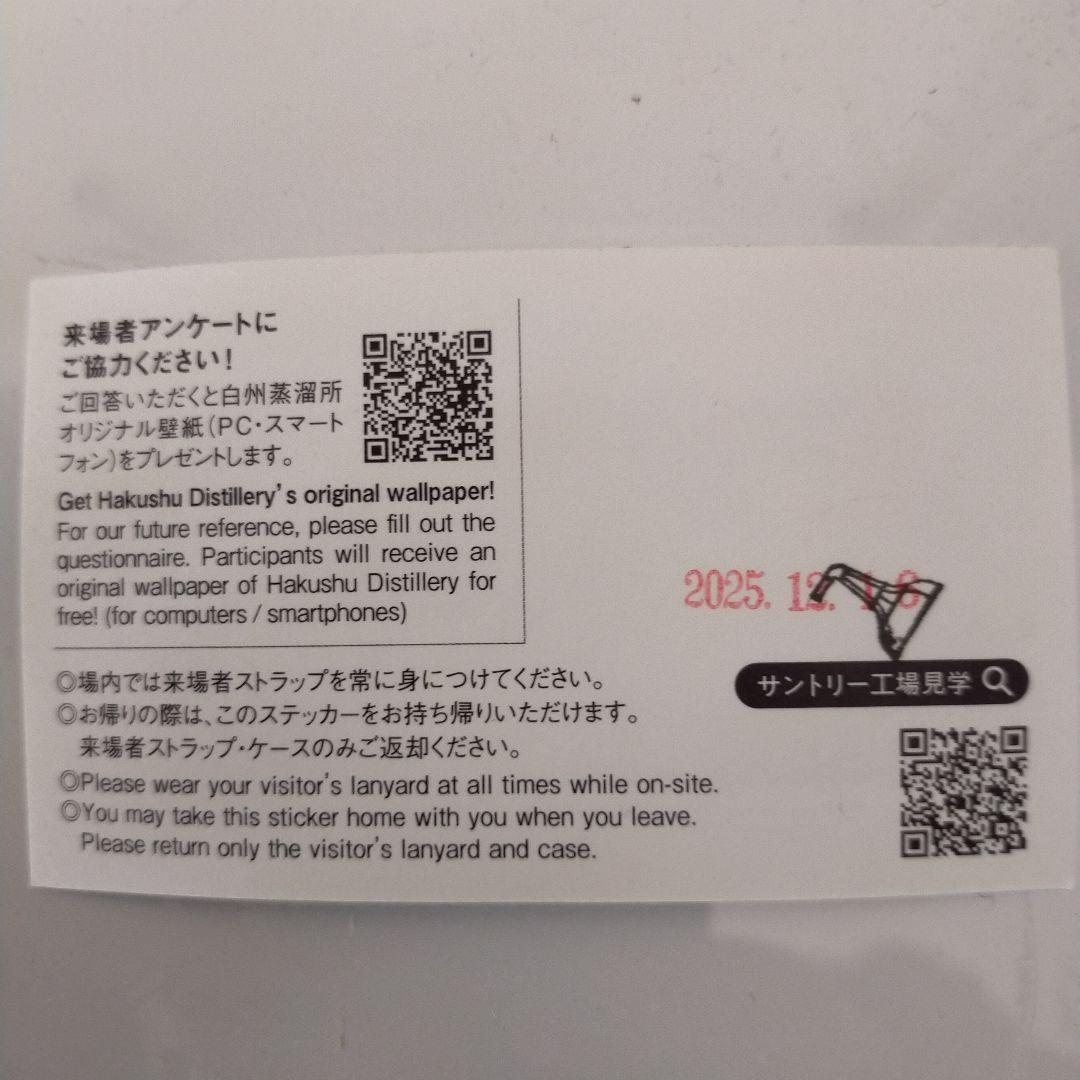 来場者アンケートに
ご協力ください！
ご回答いただくと白州蒸溜所
オリジナル壁紙（PC・スマート
フォン）をプレゼントします。
Get Hakushu Distillery's original wallpaper!
For our future reference, please fill out the
questionnaire. Participants will receive an
original wallpaper of Hakushu Distillery for
free! (for computers / smartphones)
◎場内では来場者ストラップを常に身につけてください。
◎お帰りの際は、このステッカーをお持ち帰りいただけます。
来場者ストラップ・ケースのみご返却ください。
◎Please wear your visitor's lanyard at all times while on-site.
◎You may take this sticker home with you when you leave.
Please return only the visitor's lanyard and case.
2025. 12.
サントリー工場見学